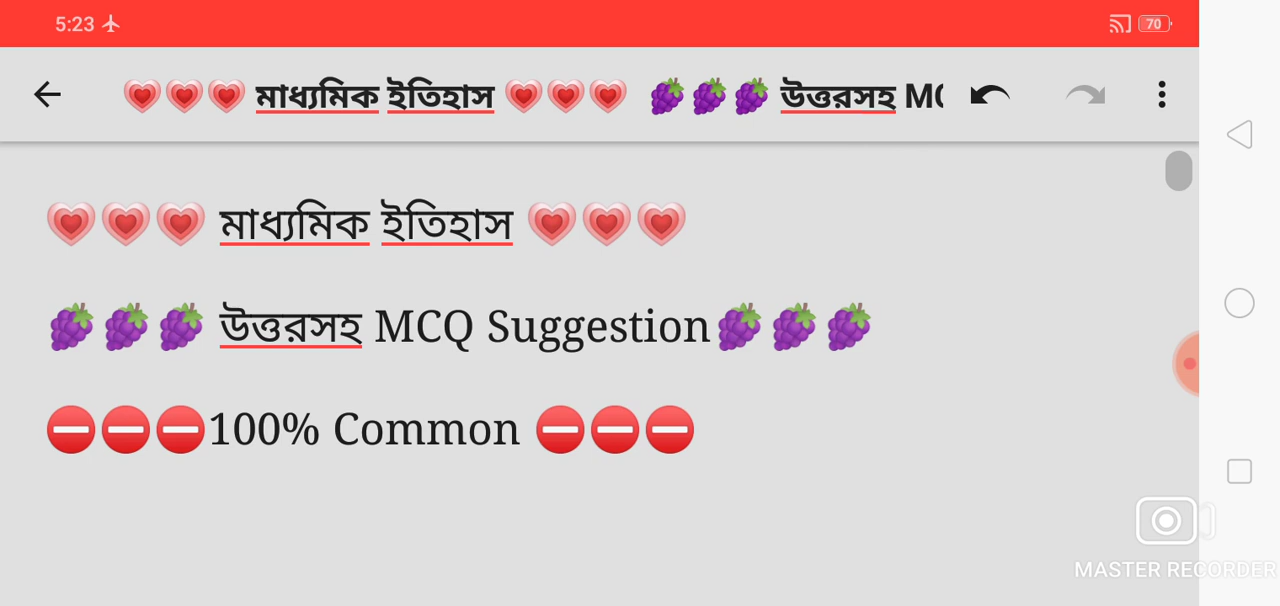 5:23
70
💗💗💗 মাধ্যমিক ইতিহাস 💗💗💗 🍇🍇🍇 উত্তরসহ MC
💗💗💗 মাধ্যমিক ইতিহাস 💗💗💗
🍇🍇🍇 উত্তরসহ MCQ Suggestion🍇🍇🍇
⛔⛔⛔100% Common ⛔⛔⛔
MASTER RECORDER